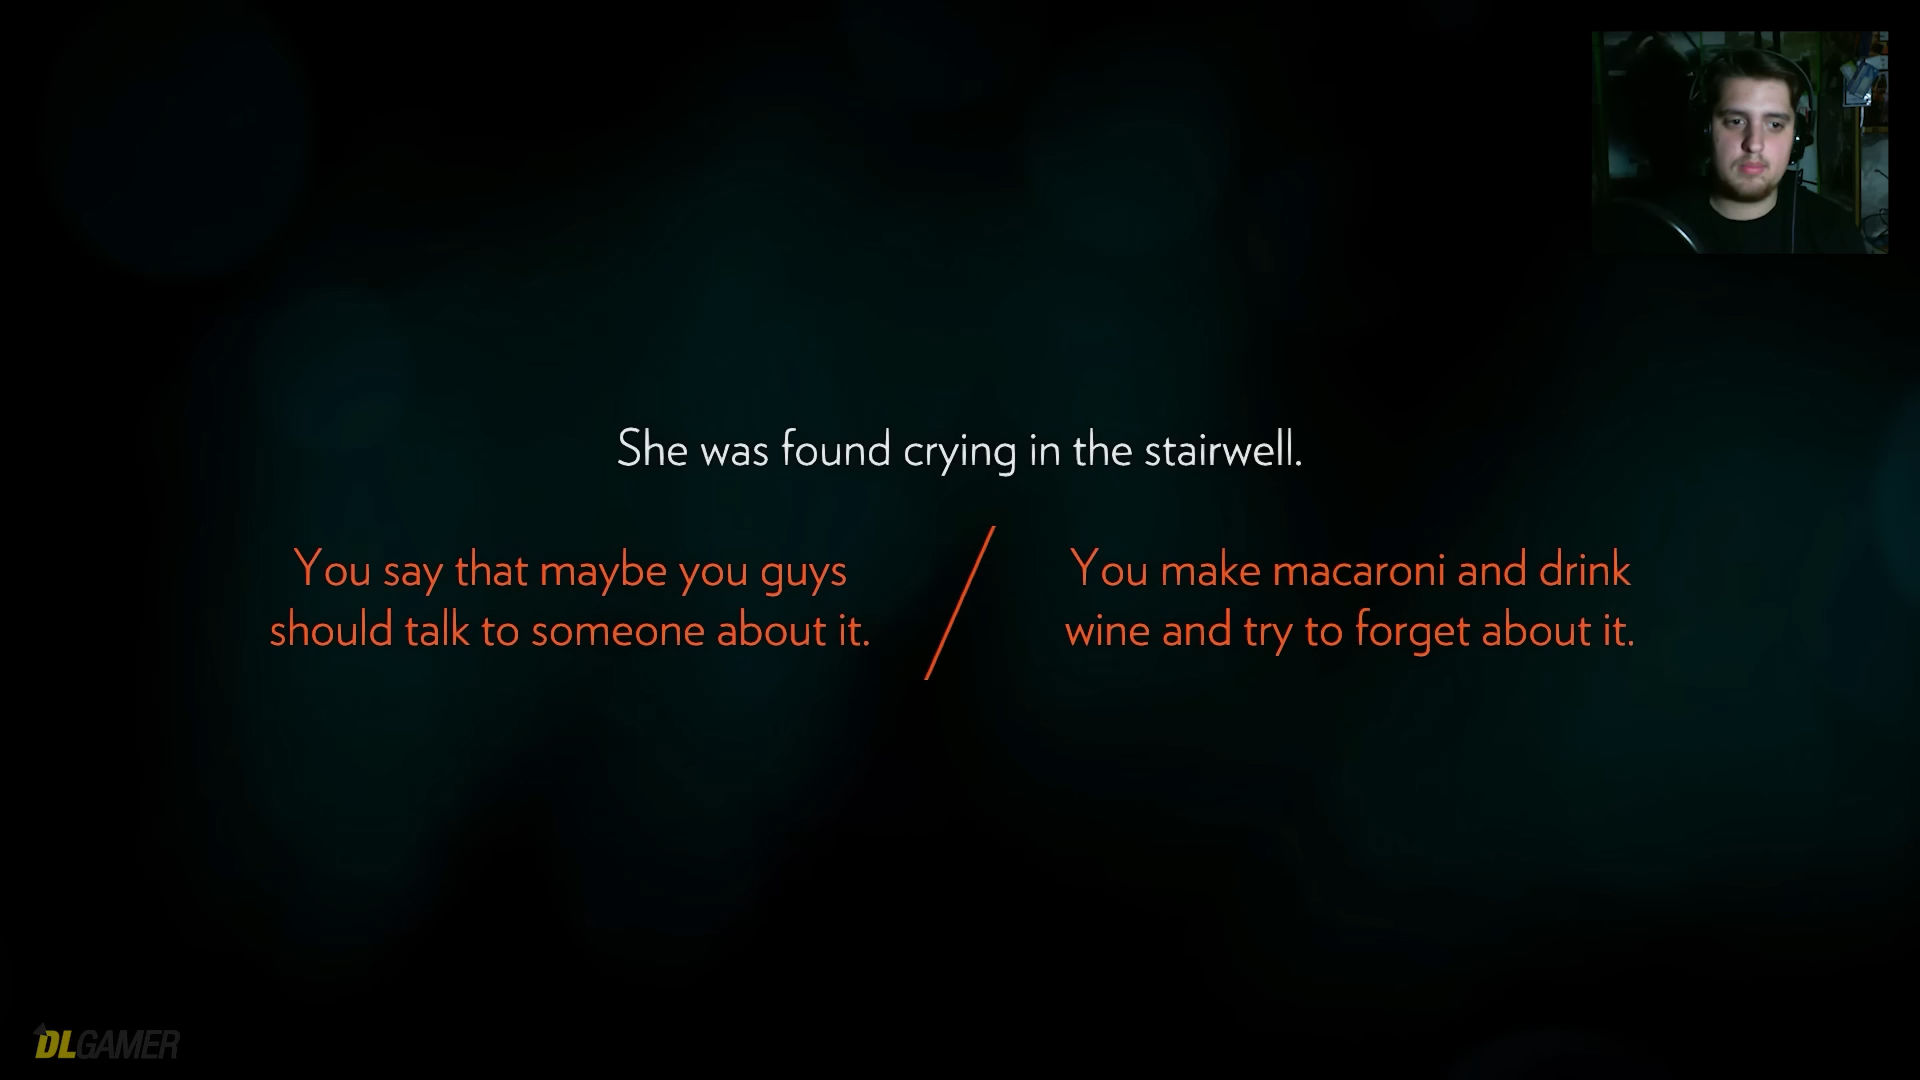 She was found crying in the stairwell.
You say that maybe you guys
should talk to someone about it.
You make macaroni and drink
wine and try to forget about it.
DLGAMER